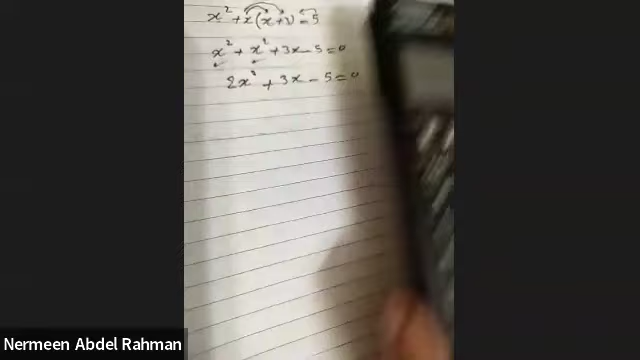 x² + x(x+3) = 5
x² + x² + 3x - 5 = 0
2x² + 3x - 5 = 0
Nermeen Abdel Rahman